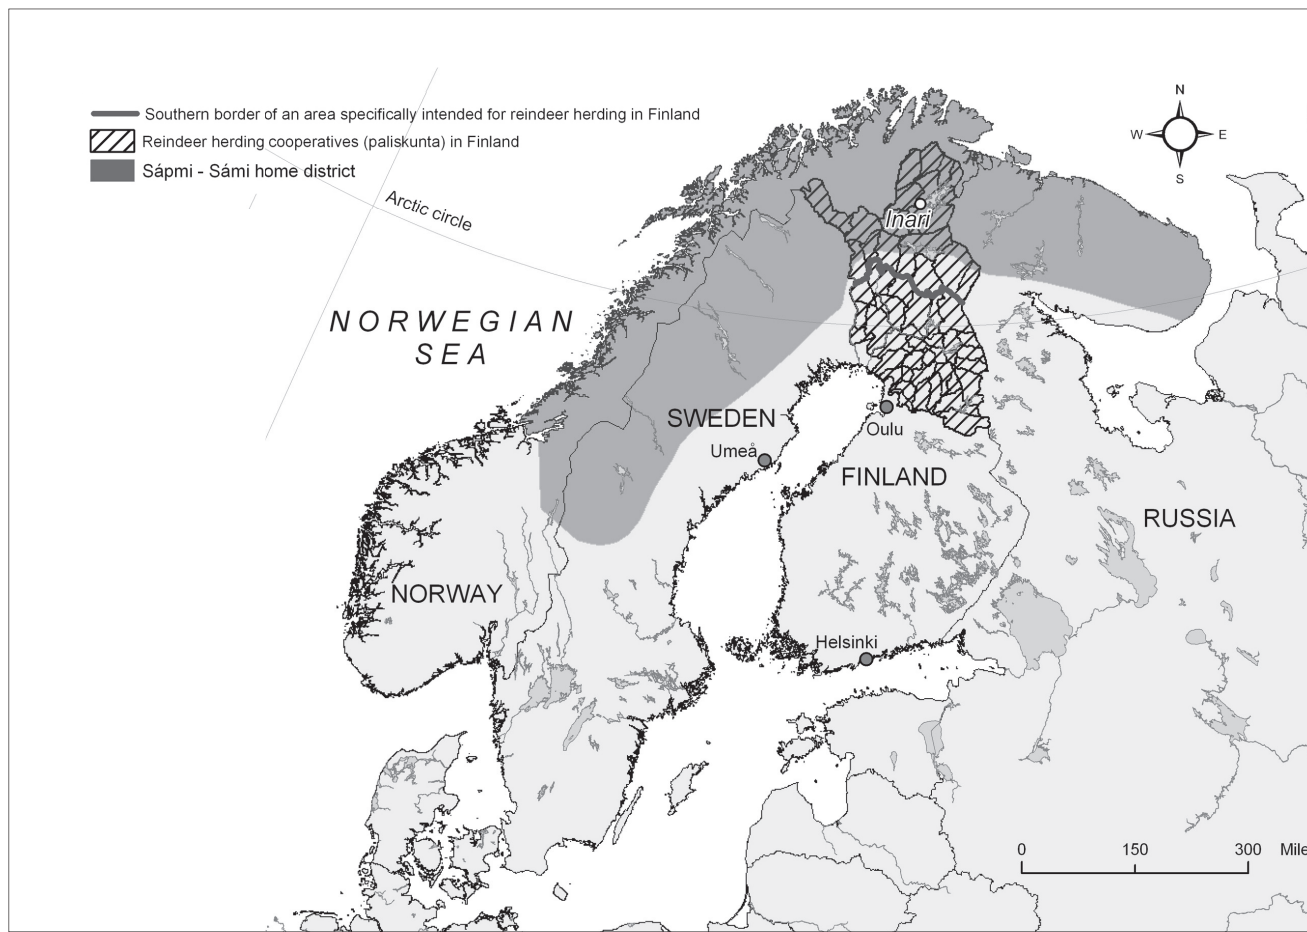 Southern border of an area specifically intended for reindeer herding in Finland
Reindeer herding cooperatives (paliskunta) in Finland
Sápmi - Sámi home district
N
W
E
S
Arctic circle
Inari
NORWEGIAN
SEA
SWEDEN
Umeå
Oulu
FINLAND
RUSSIA
NORWAY
Helsinki
0
150
300
Mile